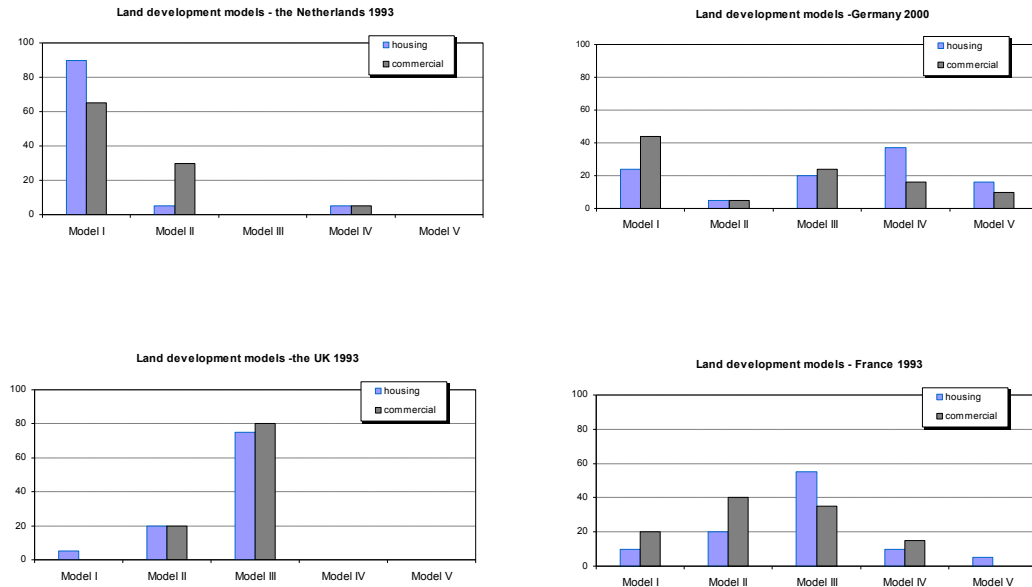 Land development models - the Netherlands 1993
100
80
60
40
20
0
housing
commercial
Model I Model II Model III Model IV Model V
Land development models -Germany 2000
100
80
60
40
20
0
housing
commercial
Model I Model II Model III Model IV Model V
Land development models -the UK 1993
100
80
60
40
20
0
housing
commercial
Model I Model II Model III Model IV Model V
Land development models - France 1993
100
80
60
40
20
0
housing
commercial
Model I Model II Model III Model IV Model V